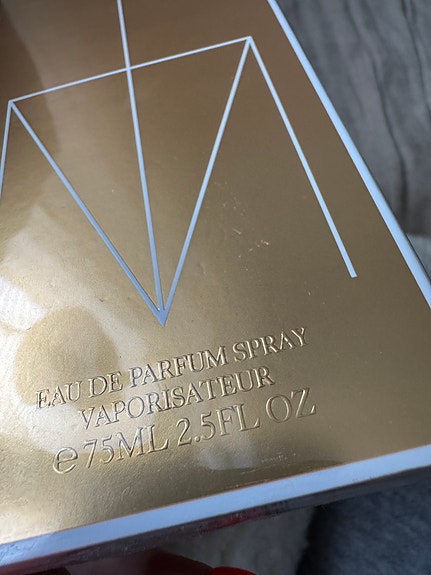 EAU DE PARFUM SPRAY
VAPORISATEUR
℮75ML 2.5FL OZ